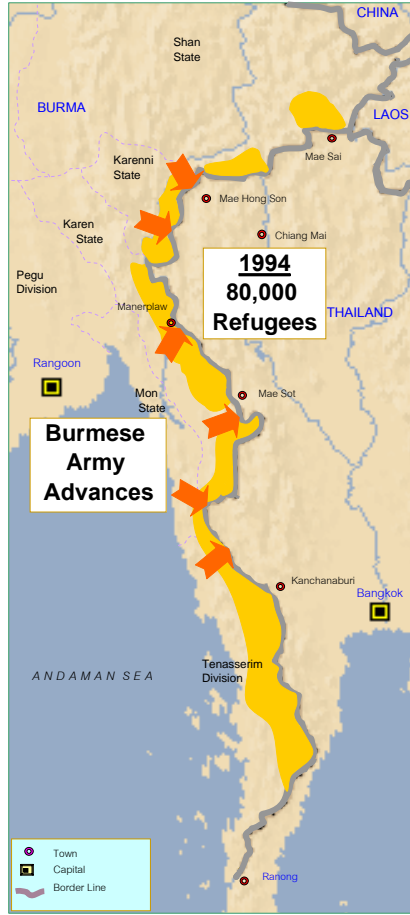 CHINA
Shan
State
BURMA
LAOS
Mae Sai
Karenni
State
Mae Hong Son
Karen
State
Chiang Mai
1994
80,000
Refugees
Pegu
Division
Manerplaw
THAILAND
Rangoon
Mon
State
Mae Sot
Burmese
Army
Advances
Kanchanaburi
Bangkok
ANDAMAN SEA
Tenasserim
Division
Town
Capital
Border Line
Ranong